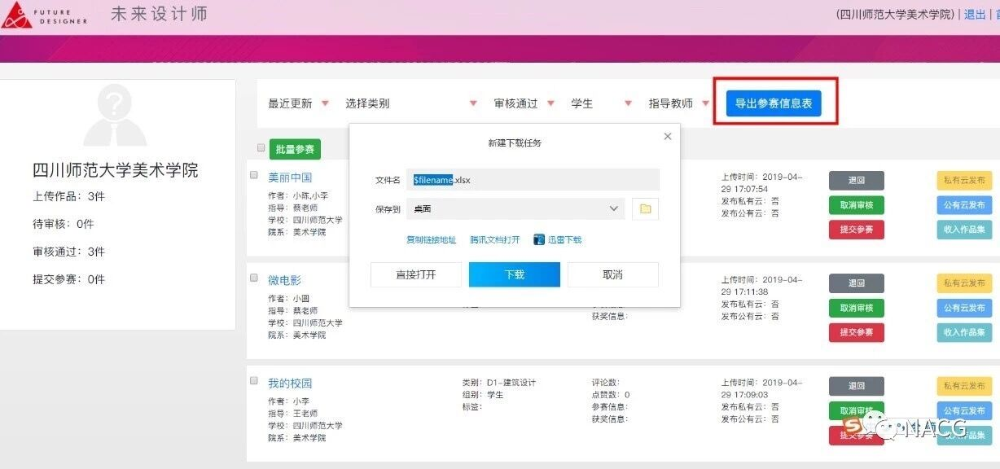 FUTURE
DESIGNER
未来设计师
(四川师范大学美术学院) | 退出 |
最近更新
选择类别
审核通过
学生
指导教师
导出参赛信息表
四川师范大学美术学院
上传作品：3件
待审核：0件
审核通过：3件
提交参赛：0件
批量参赛
新建下载任务
文件名
$filename.xlsx
保存到
桌面
复制链接地址
腾讯文档打开
迅雷下载
直接打开
下载
取消
美丽中国
作者：小陈,小李
指导：蔡老师
学校：四川师范大学
院系：美术学院
上传时间：2019-04-
29 17:07:54
发布私有云：否
发布公有云：否
退回
取消审核
提交参赛
私有云发布
公有云发布
收入作品集
微电影
作者：小圆
指导：蔡老师
学校：四川师范大学
院系：美术学院
获奖信息：
上传时间：2019-04-
29 17:11:38
发布私有云：否
发布公有云：否
退回
取消审核
提交参赛
私有云发布
公有云发布
收入作品集
我的校园
作者：小李
指导：王老师
学校：四川师范大学
院系：美术学院
类别：D1-建筑设计
组别：学生
标签：
评论数：
点赞数：0
参赛信息：
获奖信息：
上传时间：2019-04-
29 17:09:03
发布私有云：否
发布公有云：否
退回
取消审核
提交参赛
私有云发布
公有云发布
NACG